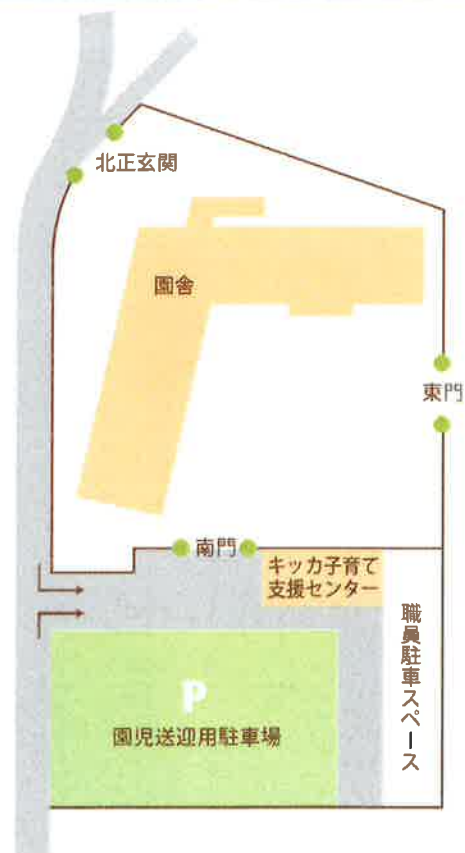 北正玄関
園舎
東門
南門
キッカ子育て
支援センター
職員駐車スペース
P
園児送迎用駐車場